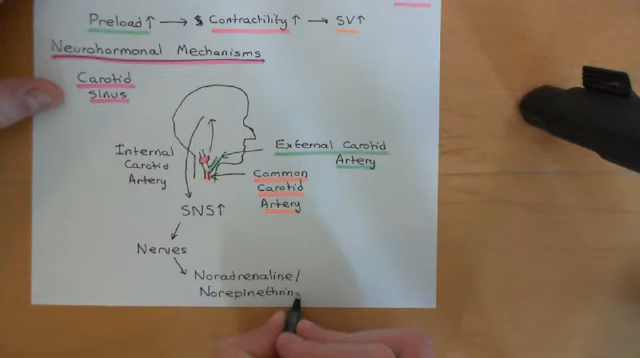 Preload↑ → Contractility↑ → SV↑
Neurohormonal Mechanisms
Carotid
Sinus
Internal
Carotid
Artery
External Carotid
Artery
Common
Carotid
Artery
SNS↑
Nerves
Noradrenaline/
Norepinethrin